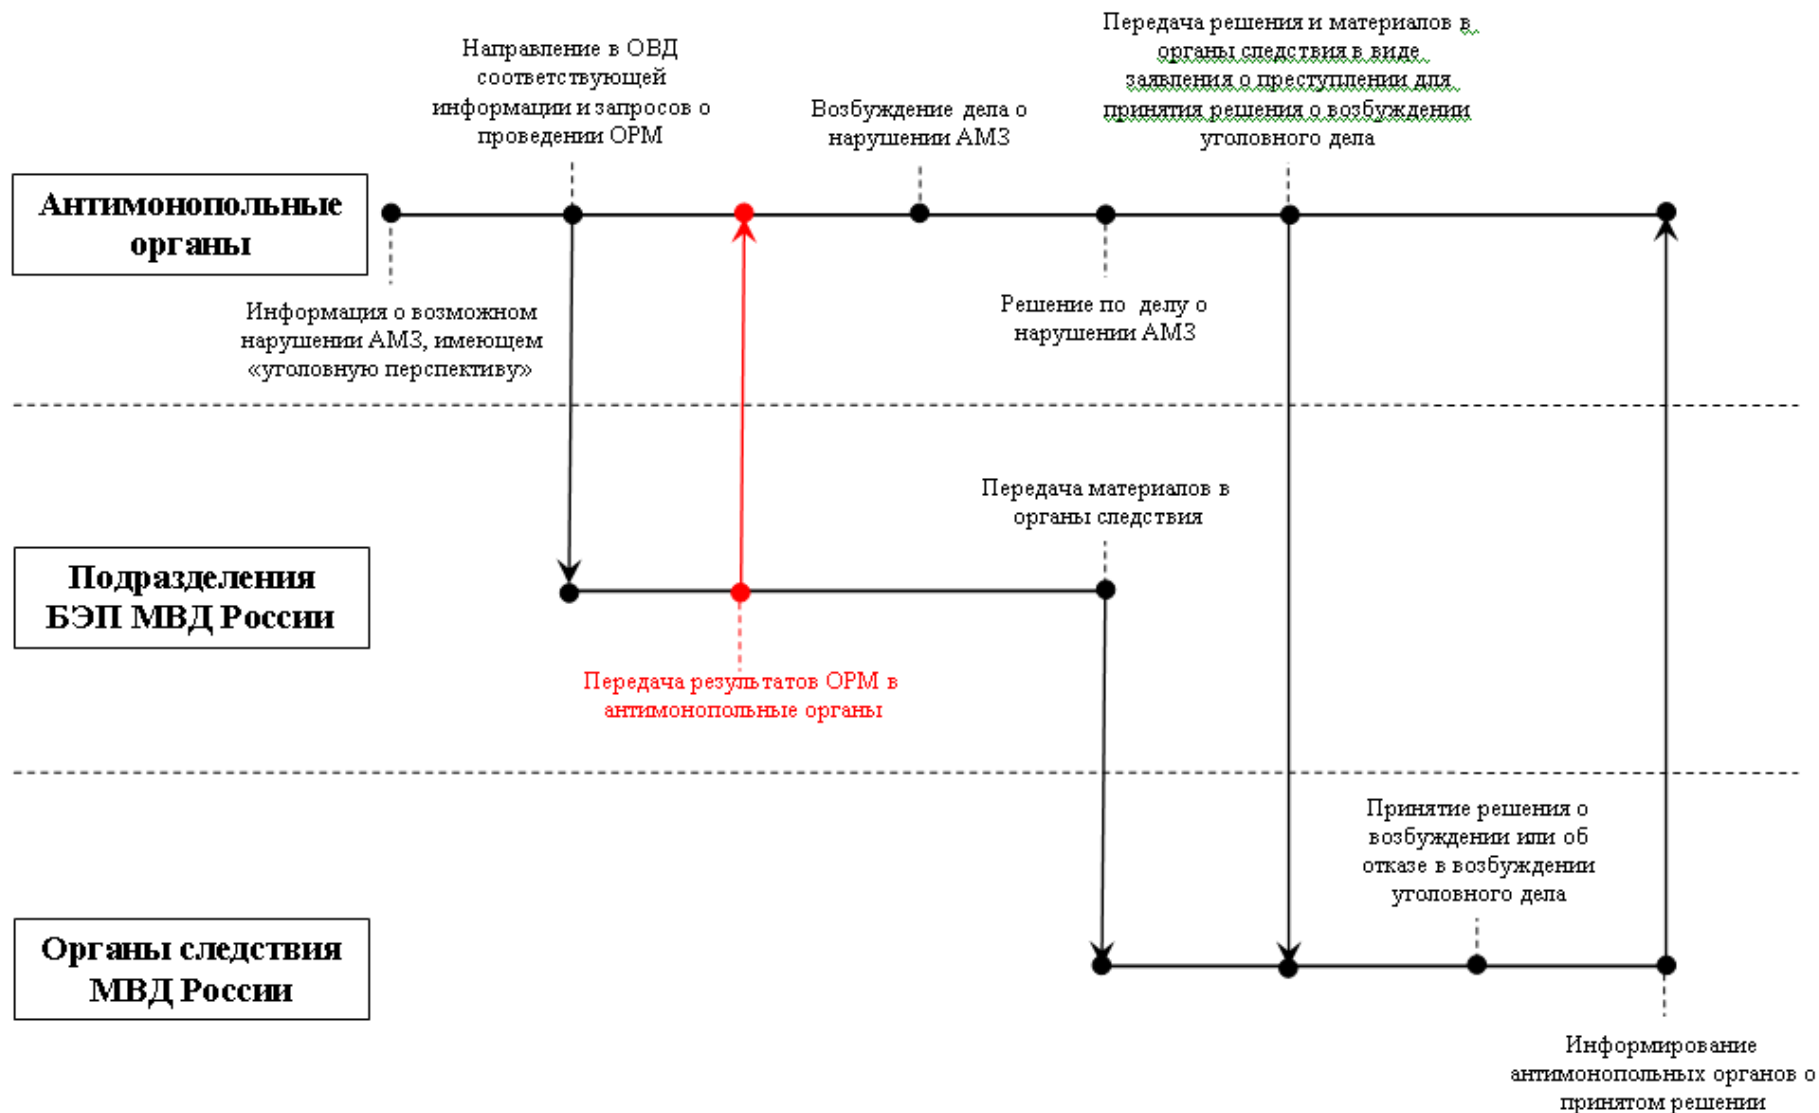 Передача решения и материалов в
органы следствия в виде
заявления о преступлении для
принятия решения о возбуждении
уголовного дела
Направление в ОВД
соответствующей
информации и запросов о
проведении ОРМ
Возбуждение дела о
нарушении АМЗ
Антимонопольные
органы
Информация о возможном
нарушении АМЗ, имеющем
«уголовную перспективу»
Решение по делу о
нарушении АМЗ
Передача материалов в
органы следствия
Подразделения
БЭП МВД России
Передача результатов ОРМ в
антимонопольные органы
Принятие решения о
возбуждении или об
отказе в возбуждении
уголовного дела
Органы следствия
МВД России
Информирование
антимонопольных органов о
принятом решении